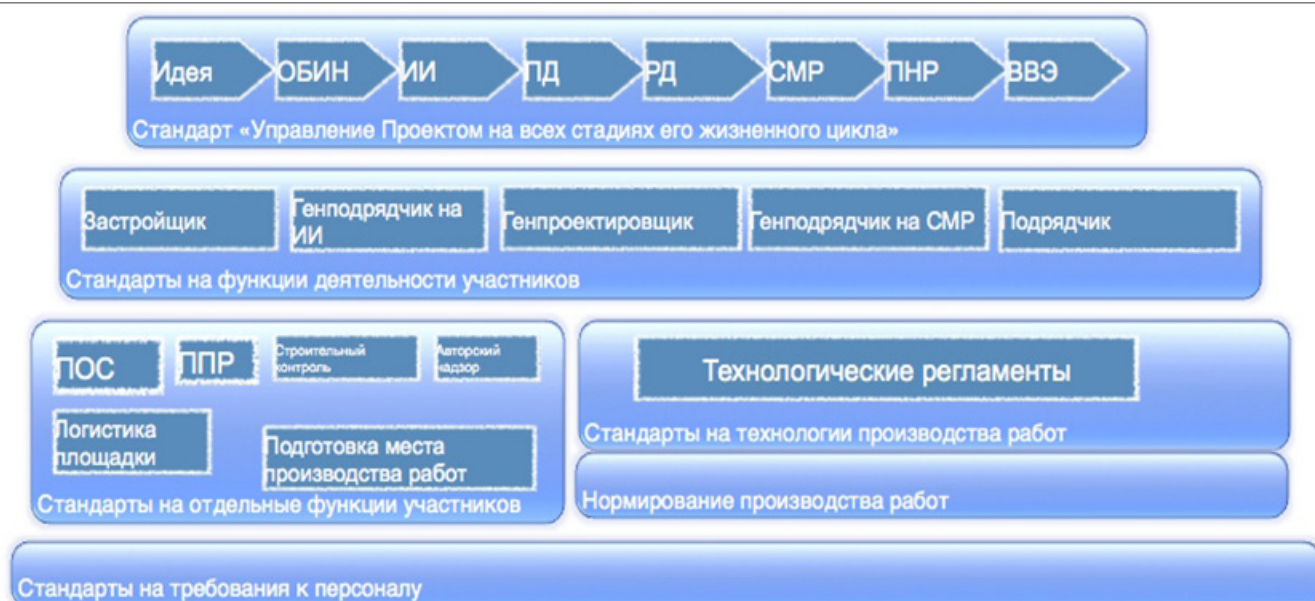 Идея ОБИН ИИ ПД РД СМР ПНР ВВЭ
Стандарт «Управление Проектом на всех стадиях его жизненного цикла»
Застройщик
Генподрядчик на
ИИ
Генпроектировщик
Генподрядчик на СМР
Подрядчик
Стандарты на функции деятельности участников
ПОС
ППР
Строительный
контроль
Авторский
надзор
Логистика
площадки
Подготовка места
производства работ
Стандарты на отдельные функции участников
Технологические регламенты
Стандарты на технологии производства работ
Нормирование производства работ
Стандарты на требования к персоналу